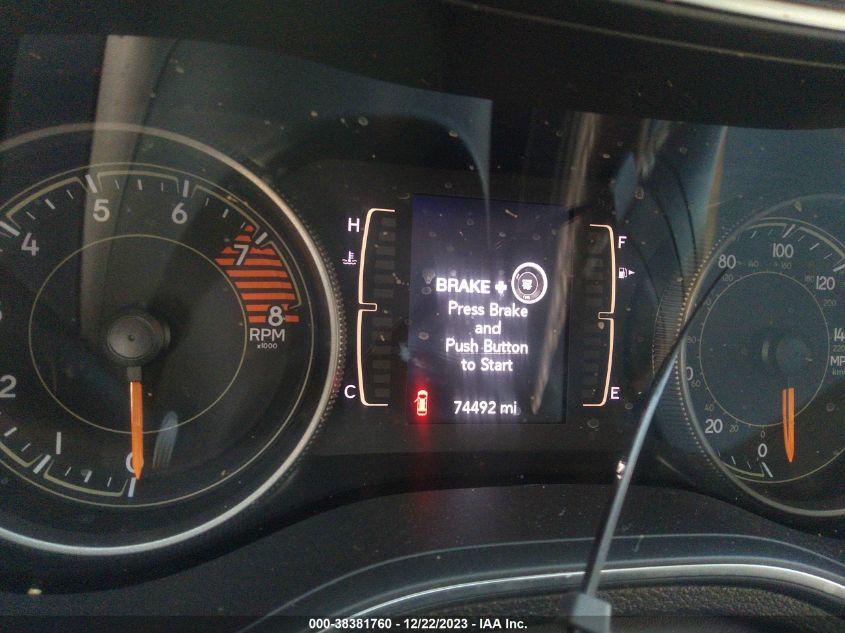 4 5 6 7 8
RPM
x1000
2 1 0
H
C
BRAKE +
Press Brake
and
Push Button
to Start
74492 mi
F
E
80 100 120
20 0
000-38381760 - 12/22/2023 - IAA Inc.